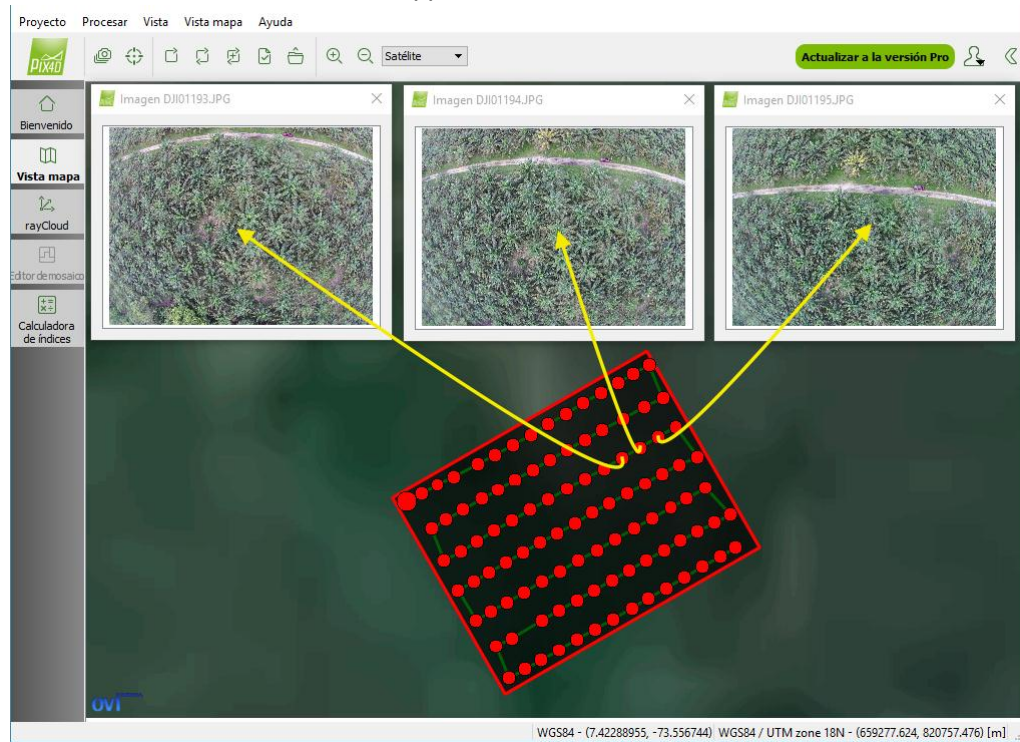 Proyecto Procesar Vista Vista mapa Ayuda
PIX4D
Satélite
Actualizar a la versión Pro
Bienvenido
Vista mapa
rayCloud
Editor de mosaico
Calculadora
de índices
Imagen DJI01193.JPG
Imagen DJI01194.JPG
Imagen DJI01195.JPG
ovi
WGS84 - (7.42288955, -73.556744) WGS84 / UTM zone 18N - (659277.624, 820757.476) [m]